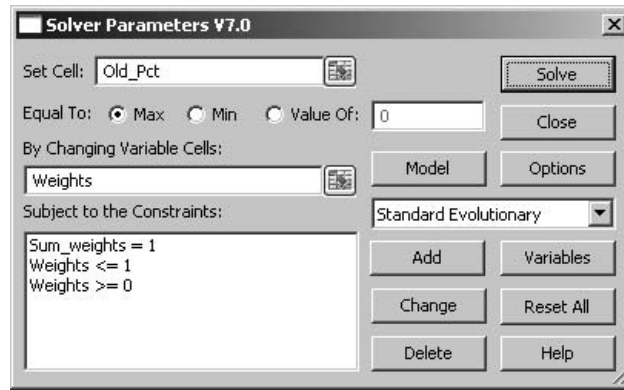 Solver Parameters V7.0
Set Cell: Old_Pct
Solve
Equal To: Max Min Value Of: 0
Close
By Changing Variable Cells:
Weights
Model Options
Subject to the Constraints:
Standard Evolutionary
Sum_weights = 1
Weights <= 1
Weights >= 0
Add Variables
Change Reset All
Delete Help